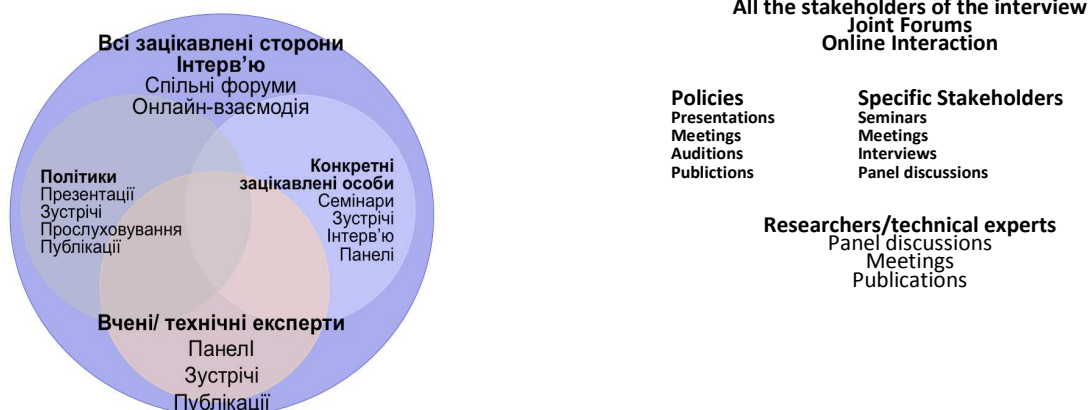 Всі зацікавлені сторони
Інтерв’ю
Спільні форуми
Онлайн-взаємодія
Політики
Презентації
Зустрічі
Прослуховування
Публікації
Конкретні
зацікавлені особи
Семінари
Зустрічі
Інтерв’ю
Панелі
Вчені/ технічні експерти
ПанелІ
Зустрічі
Публікації
All the stakeholders of the interview
Joint Forums
Online Interaction
Policies
Presentations
Meetings
Auditions
Publictions
Specific Stakeholders
Seminars
Meetings
Interviews
Panel discussions
Researchers/technical experts
Panel discussions
Meetings
Publications